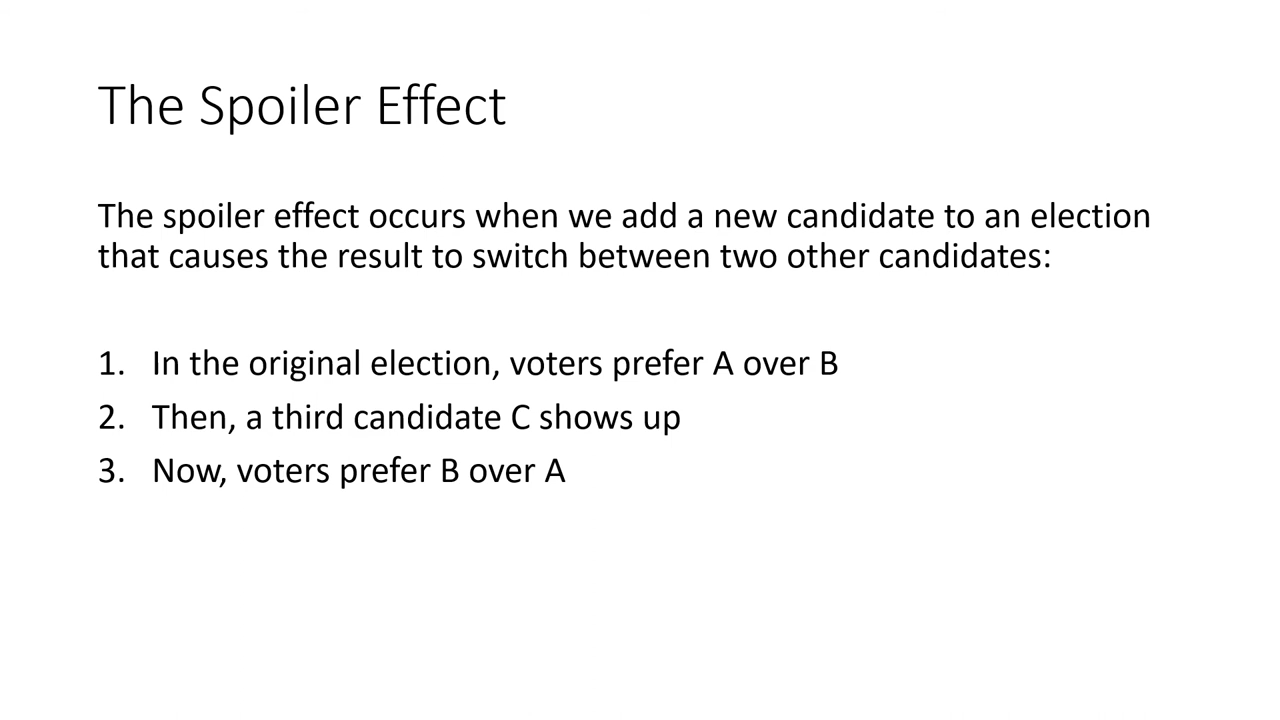 The Spoiler Effect
The spoiler effect occurs when we add a new candidate to an election
that causes the result to switch between two other candidates:
1. In the original election, voters prefer A over B
2. Then, a third candidate C shows up
3. Now, voters prefer B over A